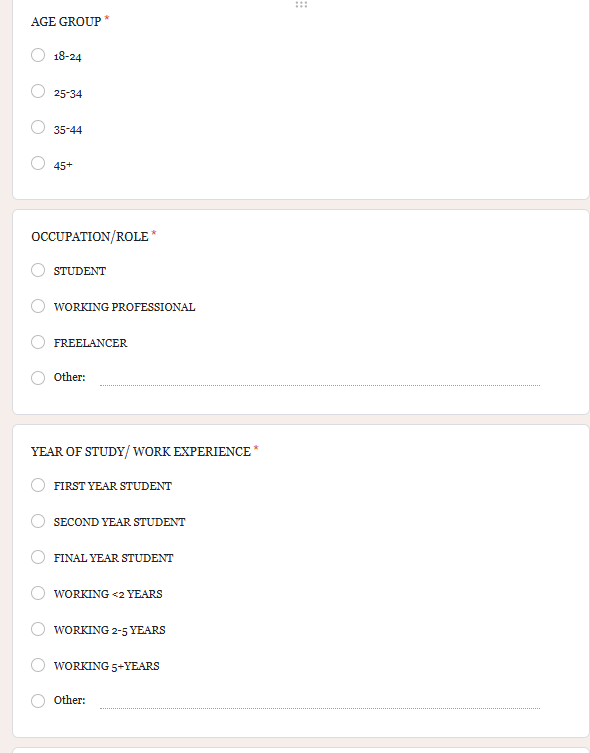 AGE GROUP *
18-24
25-34
35-44
45+
OCCUPATION/ROLE *
STUDENT
WORKING PROFESSIONAL
FREELANCER
Other:
YEAR OF STUDY/ WORK EXPERIENCE *
FIRST YEAR STUDENT
SECOND YEAR STUDENT
FINAL YEAR STUDENT
WORKING <2 YEARS
WORKING 2-5 YEARS
WORKING 5+YEARS
Other: